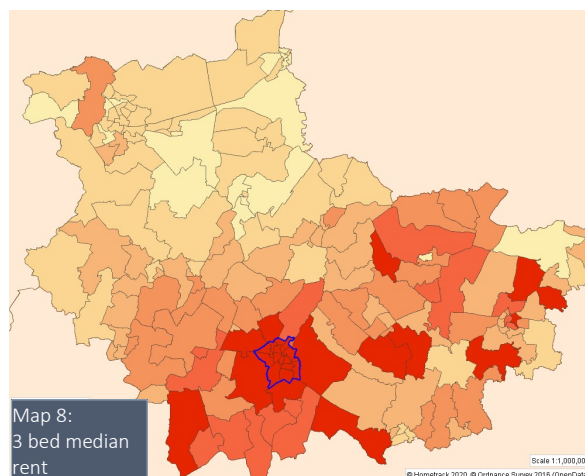 Map 8:
3 bed median
rent
Scale 1:1,000,00
© Hometrack 2020, © Ordnance Survey 2016 (OpenData